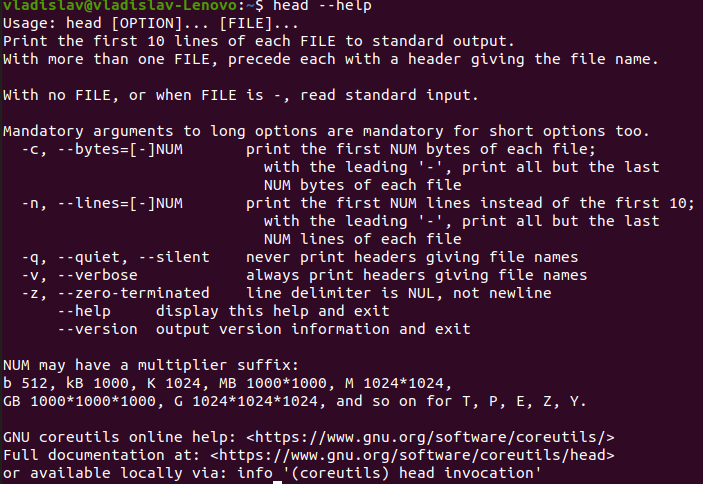 vladislav@vladislav-Lenovo:~$ head --help
Usage: head [OPTION]... [FILE]...
Print the first 10 lines of each FILE to standard output.
With more than one FILE, precede each with a header giving the file name.

With no FILE, or when FILE is -, read standard input.

Mandatory arguments to long options are mandatory for short options too.
  -c, --bytes=[-]NUM       print the first NUM bytes of each file;
                             with the leading '-', print all but the last
                             NUM bytes of each file
  -n, --lines=[-]NUM       print the first NUM lines instead of the first 10;
                             with the leading '-', print all but the last
                             NUM lines of each file
  -q, --quiet, --silent    never print headers giving file names
  -v, --verbose            always print headers giving file names
  -z, --zero-terminated    line delimiter is NUL, not newline
      --help     display this help and exit
      --version  output version information and exit

NUM may have a multiplier suffix:
b 512, kB 1000, K 1024, MB 1000*1000, M 1024*1024,
GB 1000*1000*1000, G 1024*1024*1024, and so on for T, P, E, Z, Y.

GNU coreutils online help: <https://www.gnu.org/software/coreutils/>
Full documentation at: <https://www.gnu.org/software/coreutils/head>
or available locally via: info '(coreutils) head invocation'